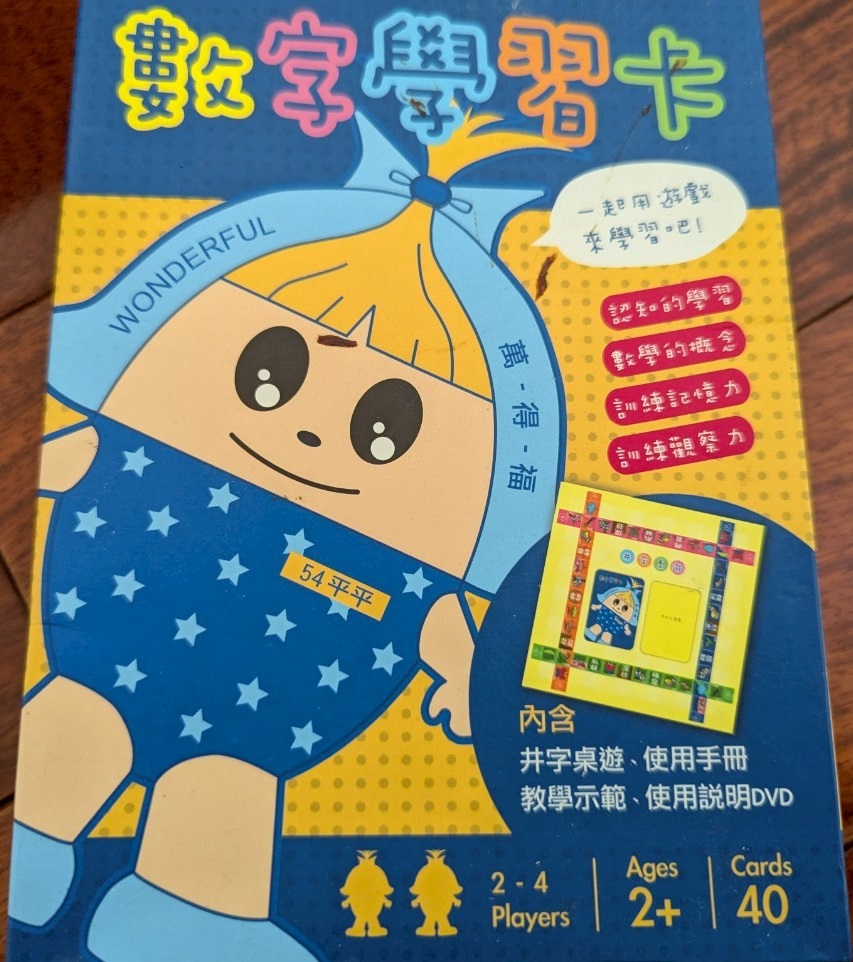 數字學習卡
一起用遊戲
來學習吧!
WONDERFUL
萬-得-福
認知的學習
數學的概念
訓練記憶力
訓練觀察力
54平平
內含
井字桌遊、使用手冊
教學示範、使用說明DVD
2 - 4
Players
Ages
2+
Cards
40